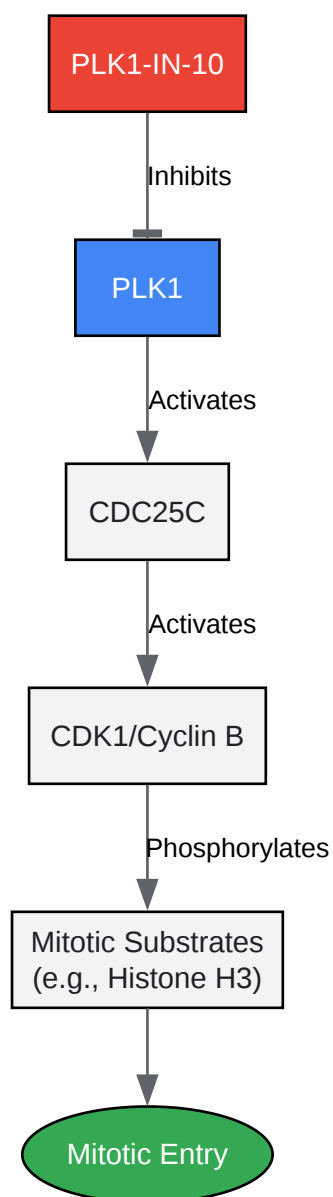 PLK1-IN-10
Inhibits
PLK1
Activates
CDC25C
Activates
CDK1/Cyclin B
Phosphorylates
Mitotic Substrates
(e.g., Histone H3)
Mitotic Entry